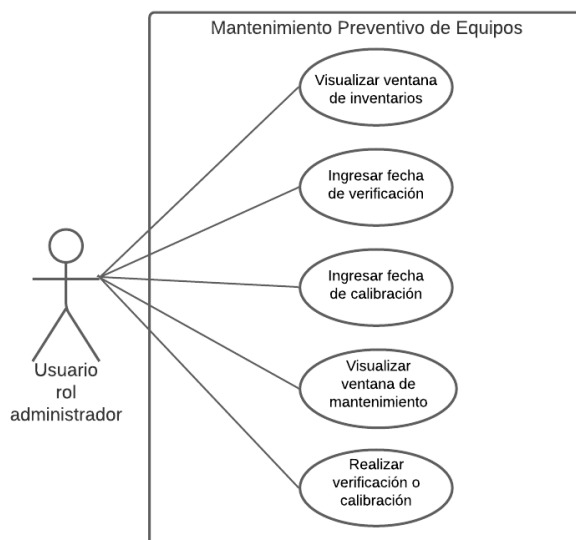 Mantenimiento Preventivo de Equipos
Visualizar ventana
de inventarios
Ingresar fecha
de verificación
Ingresar fecha
de calibración
Visualizar
ventana de
mantenimiento
Realizar
verificación o
calibración
Usuario
rol
administrador